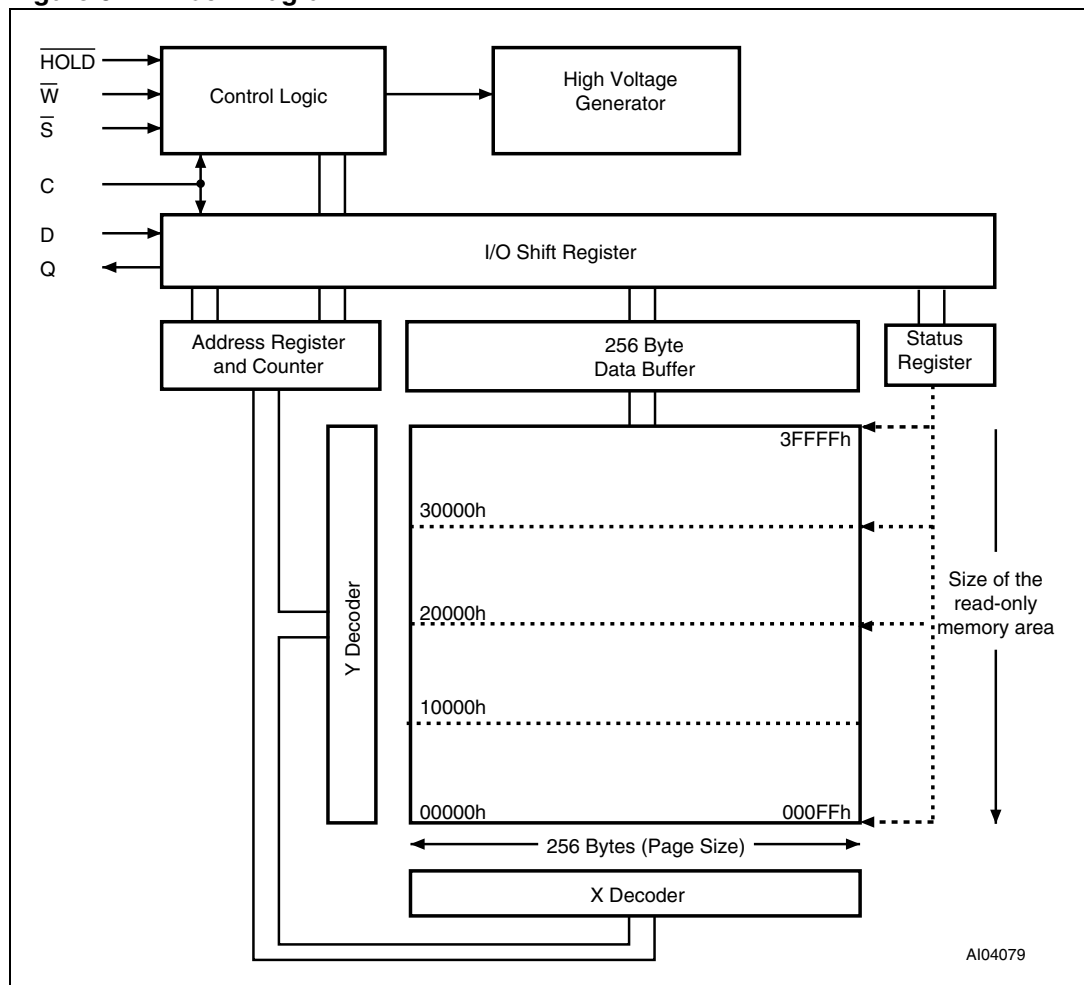 HOLD
W
S
C
D
Q
Control Logic
High Voltage
Generator
I/O Shift Register
Address Register
and Counter
256 Byte
Data Buffer
Status
Register
3FFFFh
30000h
20000h
10000h
00000h
000FFh
Y Decoder
Size of the
read-only
memory area
256 Bytes (Page Size)
X Decoder
AI04079